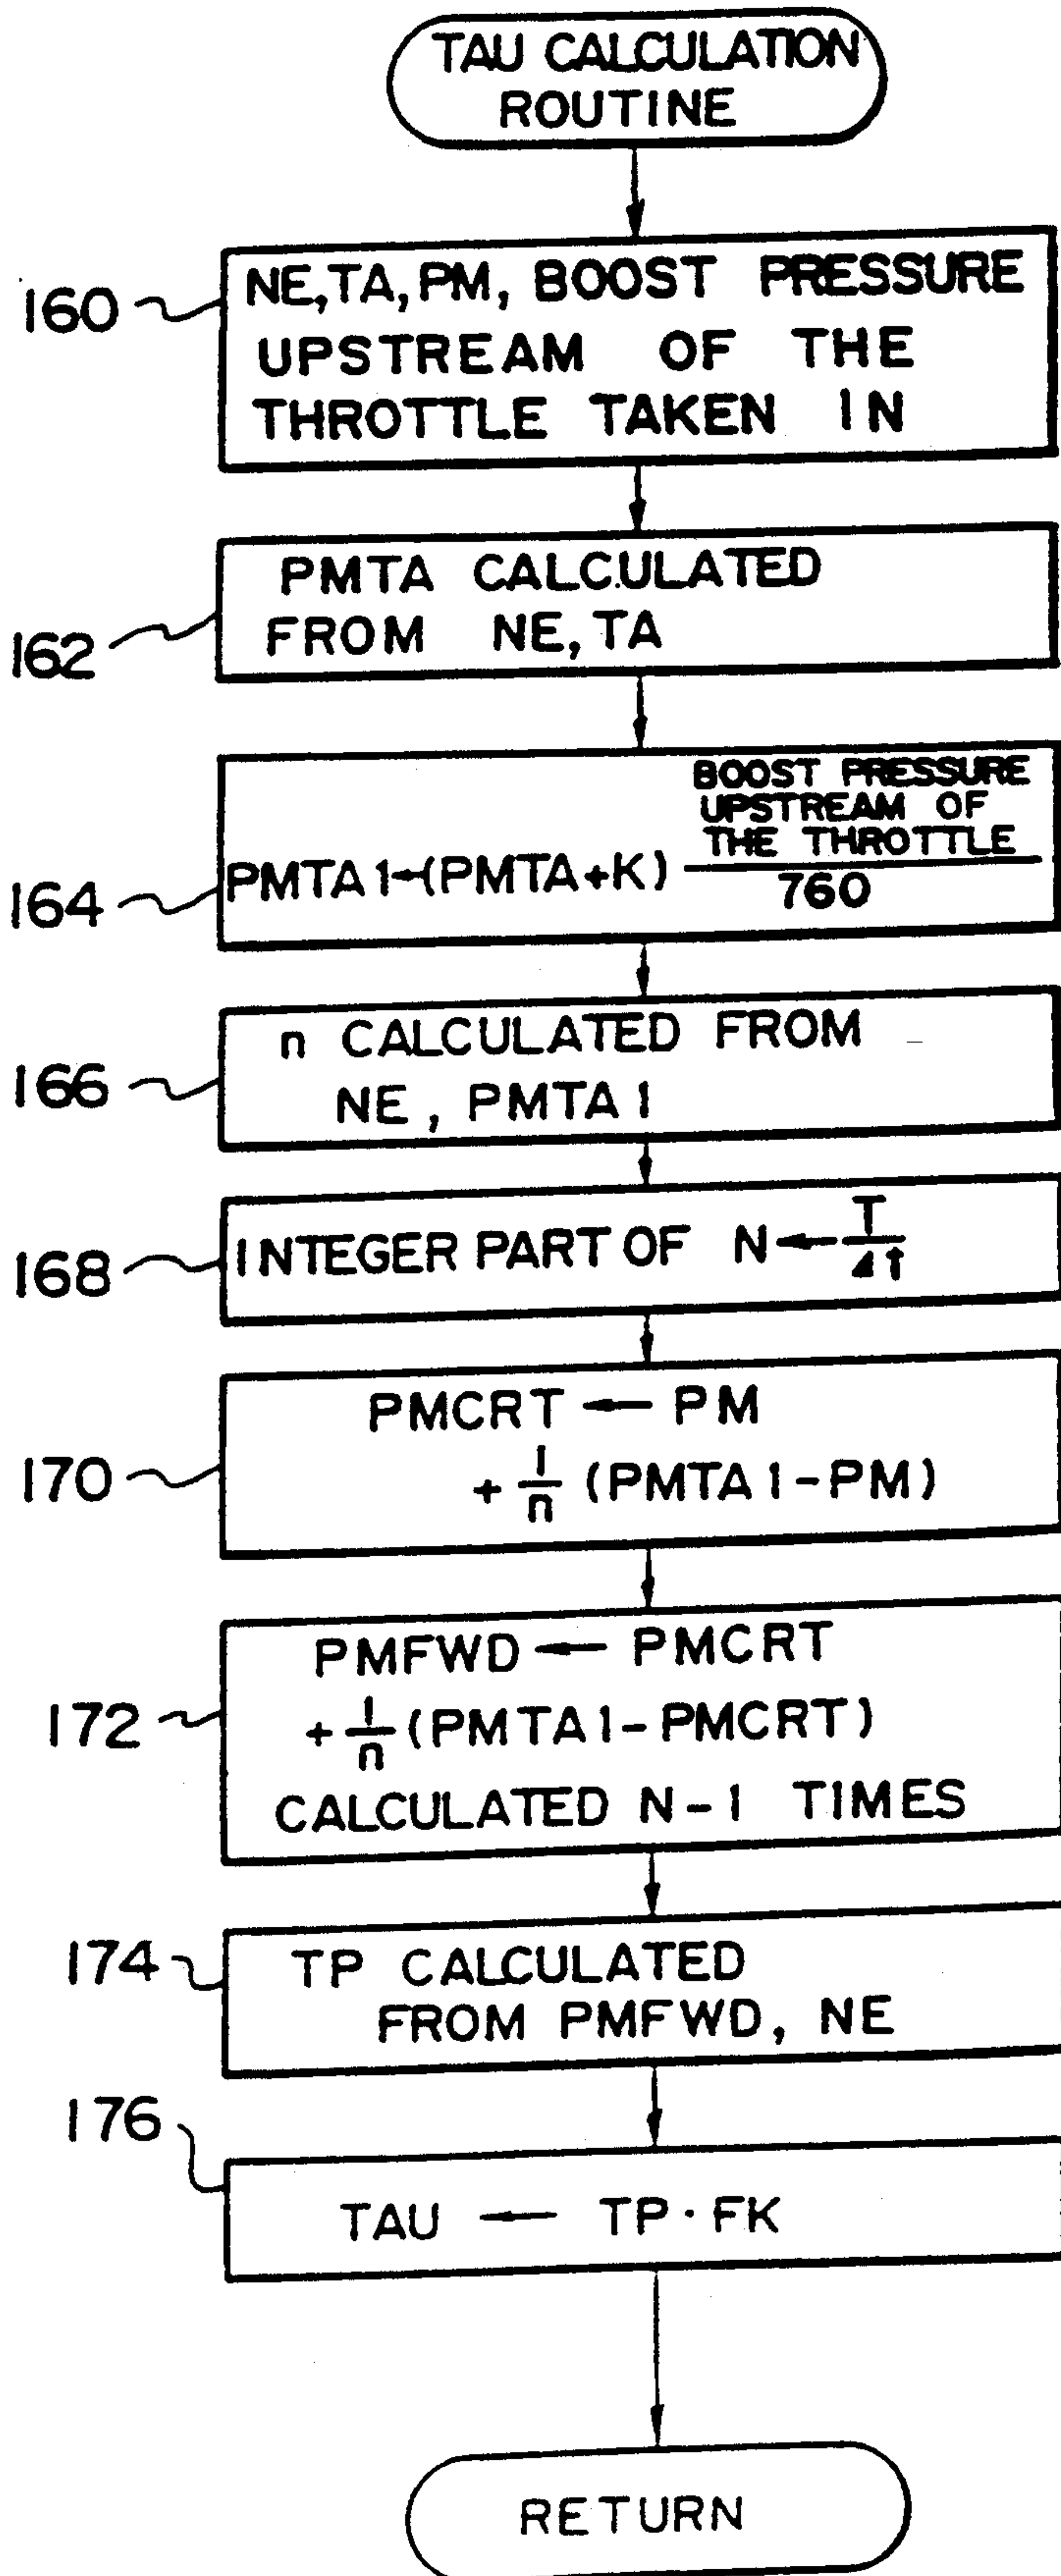 TAU CALCULATION
ROUTINE
160
NE, TA, PM, BOOST PRESSURE
UPSTREAM OF THE
THROTTLE TAKEN IN
162
PMTA CALCULATED
FROM NE, TA
164
PMTA1←(PMTA+K) BOOST PRESSURE
UPSTREAM OF
THE THROTTLE
760
166
n CALCULATED FROM
NE, PMTA1
168
INTEGER PART OF N ← T/Δt
170
PMCRT ← PM
+ 1/n (PMTA1-PM)
172
PMFWD ← PMCRT
+ 1/n (PMTA1-PMCRT)
CALCULATED N-1 TIMES
174
TP CALCULATED
FROM PMFWD, NE
176
TAU ← TP·FK
RETURN